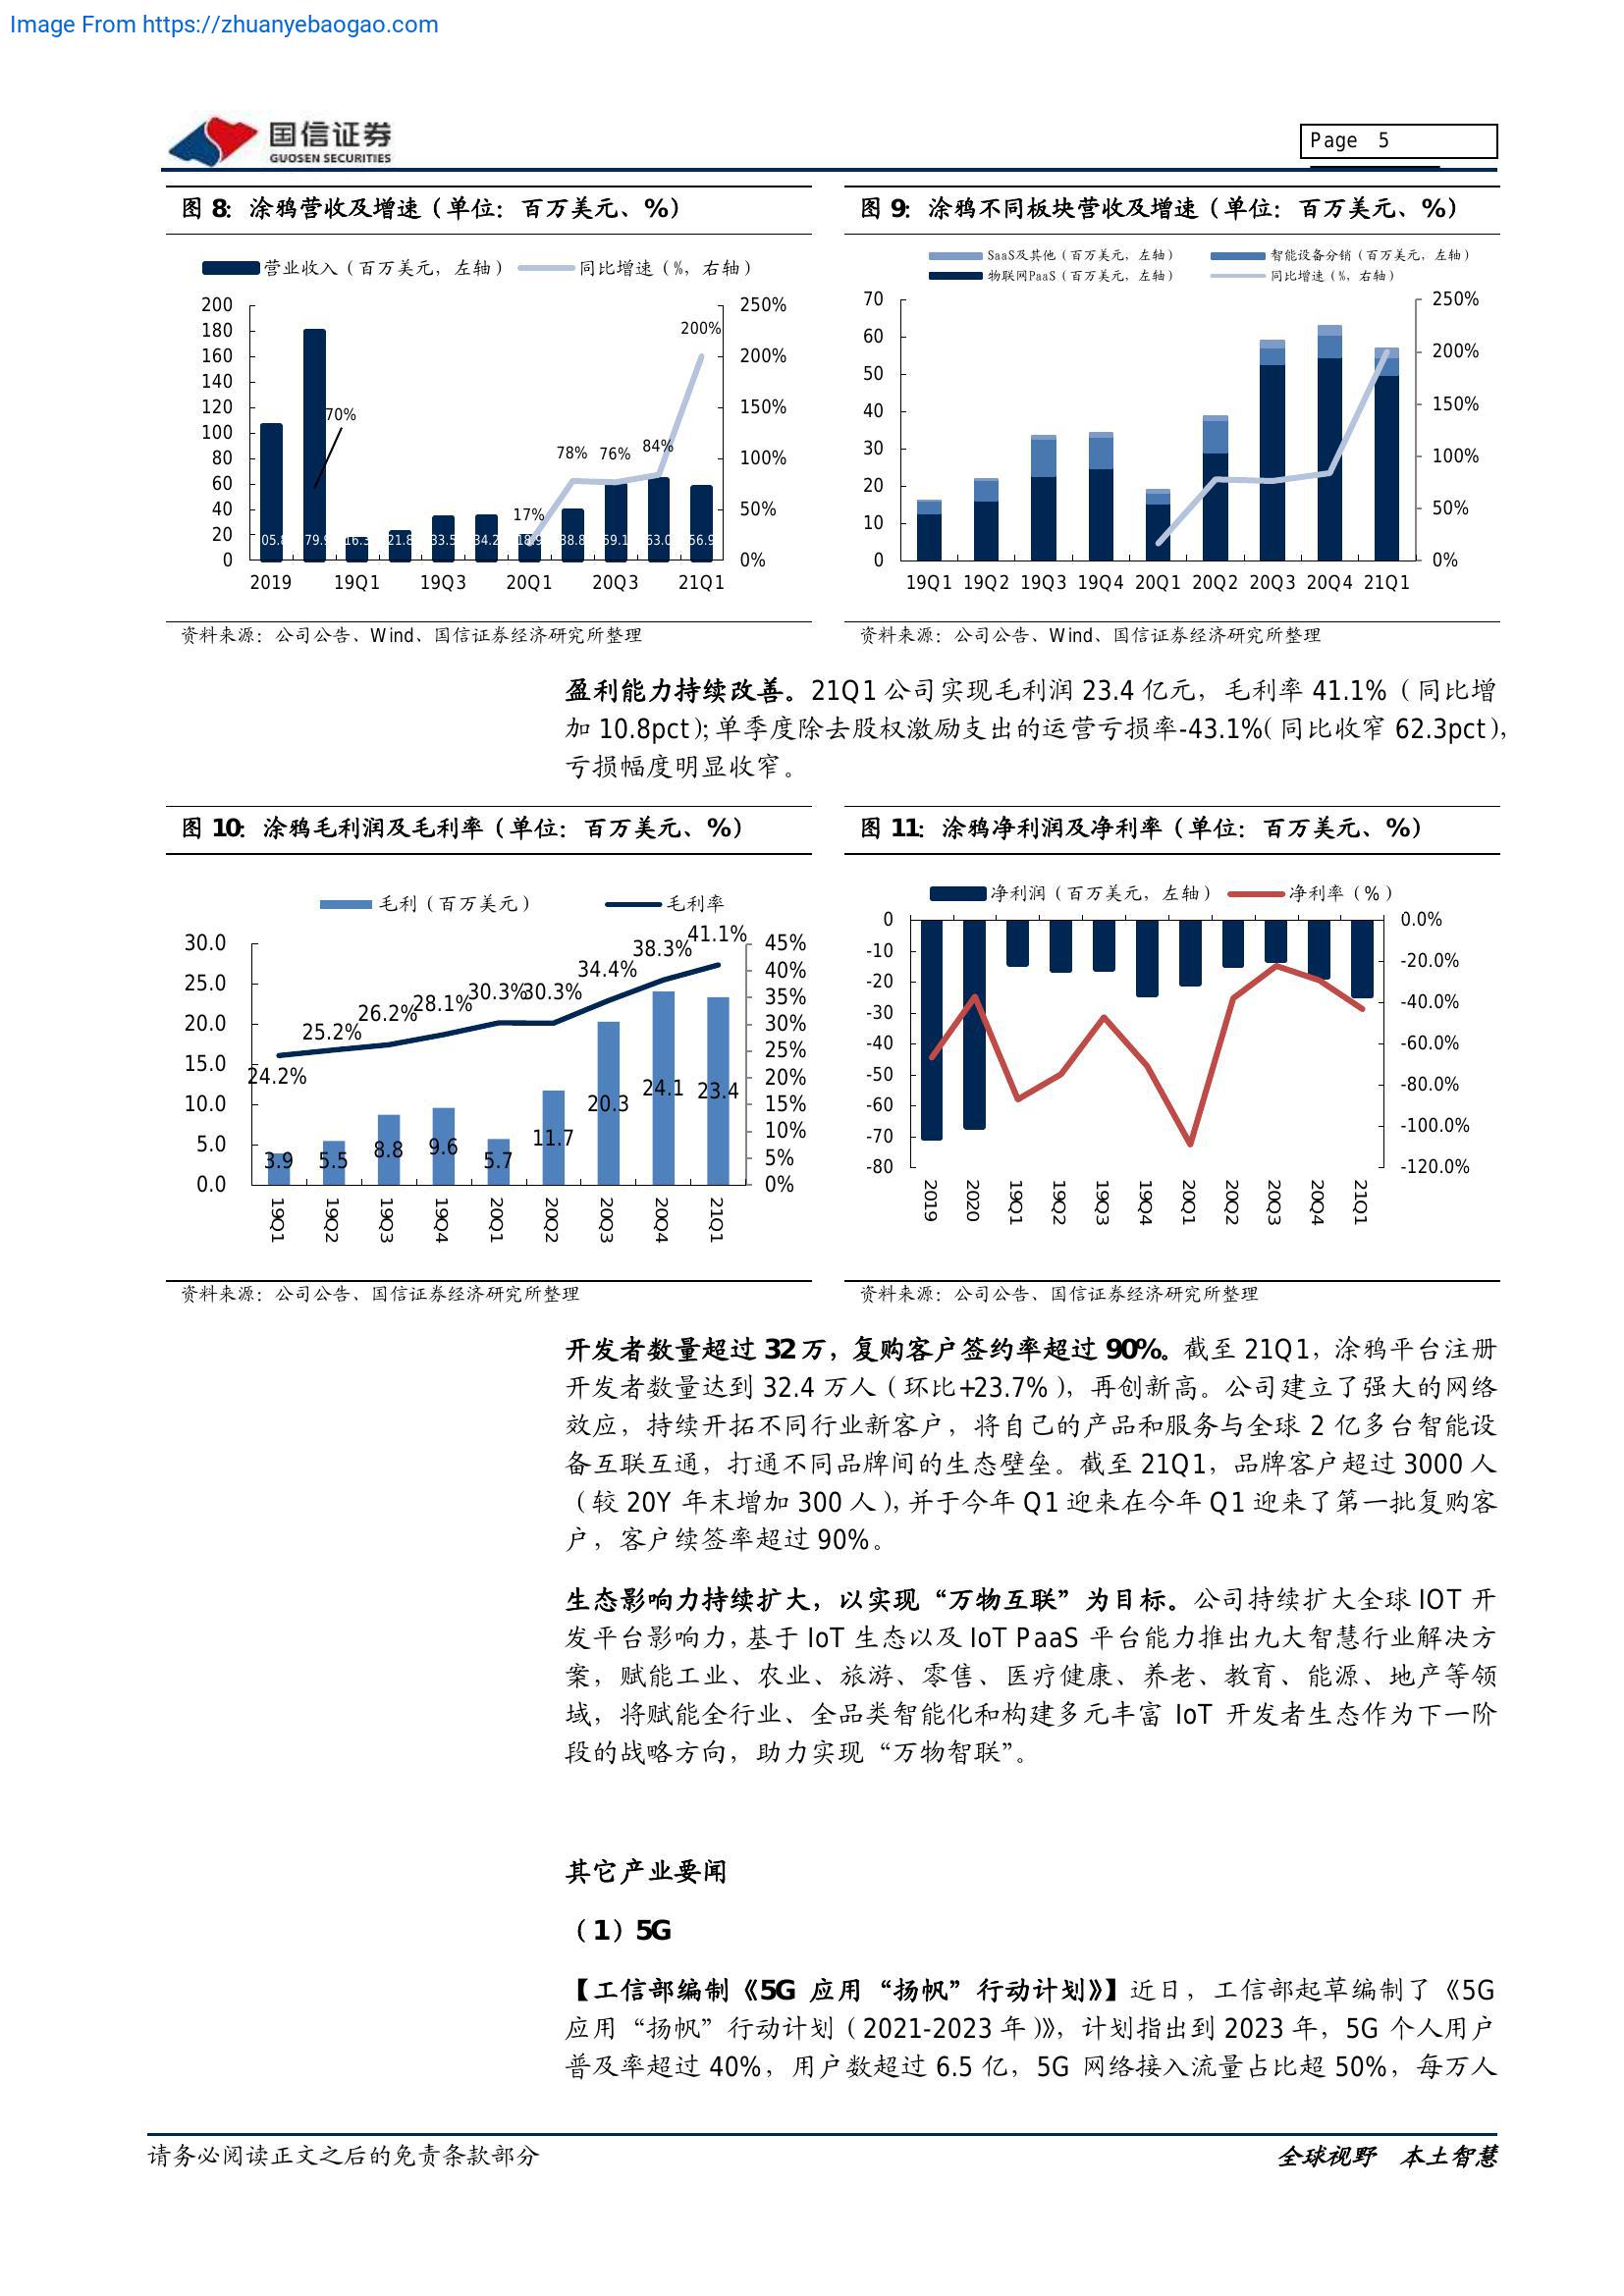 Image From https://zhuanyebaogao.com
国信证券
GUOSEN SECURITIES
Page 5
图 8：涂鸦营收及增速（单位：百万美元、%）
营业收入（百万美元，左轴） 同比增速（%，右轴）
200 180 160 140 120 100 80 60 40 20 0
250% 200% 150% 100% 50% 0%
70% 17% 78% 76% 84% 200%
16.3 21.8 33.5 34.2 18.9 38.8 59.1 63.0 56.9
2019 19Q1 19Q3 20Q1 20Q3 21Q1
资料来源：公司公告、Wind、国信证券经济研究所整理
图 9：涂鸦不同板块营收及增速（单位：百万美元、%）
SaaS及其他（百万美元，左轴） 智能设备分销（百万美元，左轴）
物联网PaaS（百万美元，左轴） 同比增速（%，右轴）
70 60 50 40 30 20 10 0
250% 200% 150% 100% 50% 0%
19Q1 19Q2 19Q3 19Q4 20Q1 20Q2 20Q3 20Q4 21Q1
资料来源：公司公告、Wind、国信证券经济研究所整理
盈利能力持续改善。21Q1 公司实现毛利润 23.4 亿元，毛利率 41.1%（同比增
加 10.8pct）；单季度除去股权激励支出的运营亏损率-43.1%（同比收窄 62.3pct），
亏损幅度明显收窄。
图 10：涂鸦毛利润及毛利率（单位：百万美元、%）
毛利（百万美元） 毛利率
30.0 25.0 20.0 15.0 10.0 5.0 0.0
45% 40% 35% 30% 25% 20% 15% 10% 5% 0%
24.2% 25.2% 26.2% 28.1% 30.3% 30.3% 34.4% 38.3% 41.1%
3.9 5.5 8.8 9.6 5.7 11.7 20.3 24.1 23.4
19Q1 19Q2 19Q3 19Q4 20Q1 20Q2 20Q3 20Q4 21Q1
资料来源：公司公告、国信证券经济研究所整理
图 11：涂鸦净利润及净利率（单位：百万美元、%）
净利润（百万美元，左轴） 净利率（%）
0 -10 -20 -30 -40 -50 -60 -70 -80
0.0% -20.0% -40.0% -60.0% -80.0% -100.0% -120.0%
2019 2020 19Q1 19Q2 19Q3 19Q4 20Q1 20Q2 20Q3 20Q4 21Q1
资料来源：公司公告、国信证券经济研究所整理
开发者数量超过 32 万，复购客户签约率超过 90%。截至 21Q1，涂鸦平台注册
开发者数量达到 32.4 万人（环比+23.7%），再创新高。公司建立了强大的网络
效应，持续开拓不同行业新客户，将自己的产品和服务与全球 2 亿多台智能设
备互联互通，打通不同品牌间的生态壁垒。截至 21Q1，品牌客户超过 3000 人
（较 20Y 年末增加 300 人），并于今年 Q1 迎来在今年 Q1 迎来了第一批复购客
户，客户续签率超过 90%。
生态影响力持续扩大，以实现“万物互联”为目标。公司持续扩大全球 IOT 开
发平台影响力，基于 IoT 生态以及 IoT PaaS 平台能力推出九大智慧行业解决方
案，赋能工业、农业、旅游、零售、医疗健康、养老、教育、能源、地产等领
域，将赋能全行业、全品类智能化和构建多元丰富 IoT 开发者生态作为下一阶
段的战略方向，助力实现“万物智联”。
其它产业要闻
（1）5G
【工信部编制《5G 应用“扬帆”行动计划》】近日，工信部起草编制了《5G
应用“扬帆”行动计划（2021-2023 年）》，计划指出到 2023 年，5G 个人用户
普及率超过 40%，用户数超过 6.5 亿，5G 网络接入流量占比超 50%，每万人
请务必阅读正文之后的免责条款部分
全球视野 本土智慧